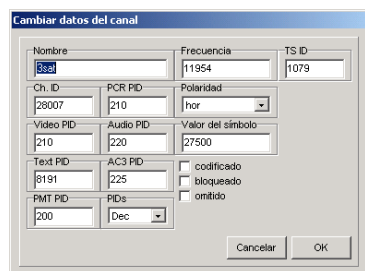 Cambiar datos del canal
Nombre Frecuencia TS ID
3sat 11954 1079
Ch. ID PCR PID Polaridad
28007 210 hor
Video PID Audio PID Valor del símbolo
210 220 27500
Text PID AC3 PID codificado
8191 225 bloqueado
PMT PID PIDs omitido
200 Dec
Cancelar OK